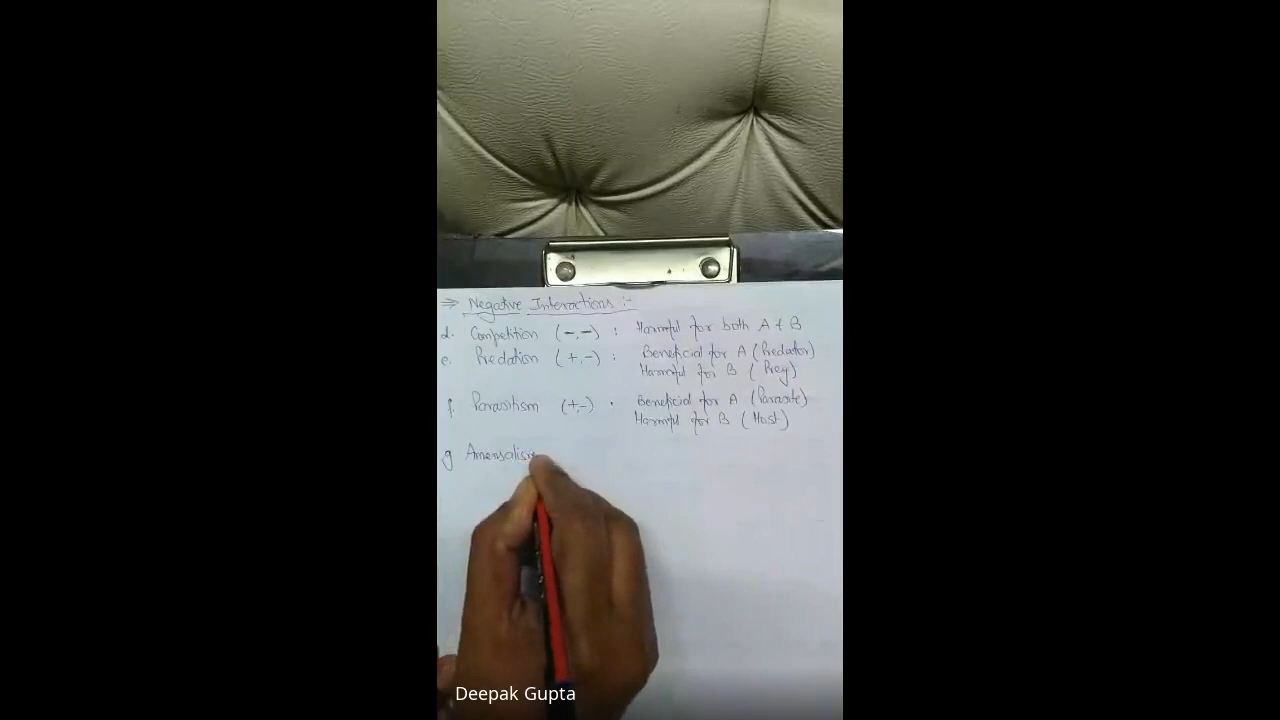 ⇒ Negative Interactions :-
d. Competition (-,-) : Harmful for both A & B
e. Predation (+,-) : Beneficial for A (Predator)
Harmful for B (Prey)
f. Parasitism (+,-) : Beneficial for A (Parasite)
Harmful for B (Host)
g Amensalism
Deepak Gupta